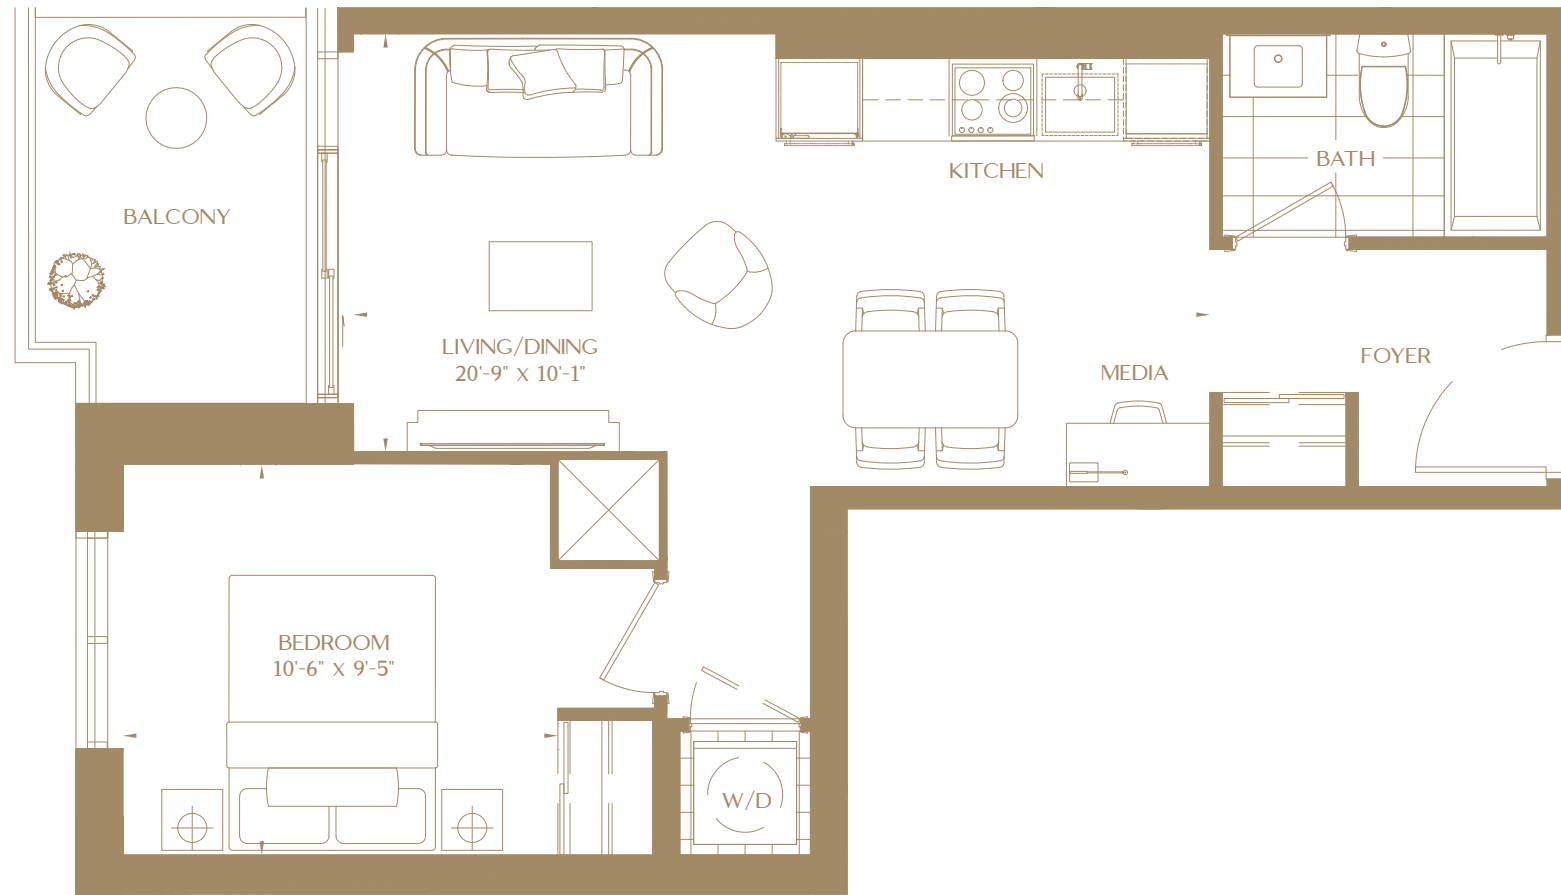 BALCONY
KITCHEN
BATH
LIVING/DINING
20'-9" X 10'-1"
MEDIA
FOYER
BEDROOM
10'-6" X 9'-5"
W/D